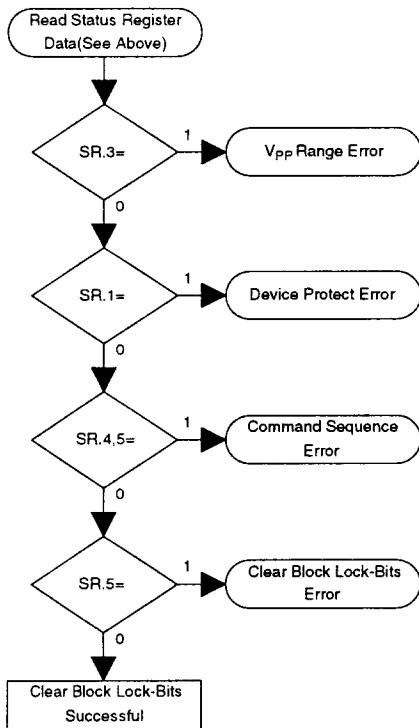 Read Status Register
Data(See Above)
SR.3=
1
VPP Range Error
0
SR.1=
1
Device Protect Error
0
SR.4,5=
1
Command Sequence
Error
0
SR.5=
1
Clear Block Lock-Bits
Error
0
Clear Block Lock-Bits
Successful